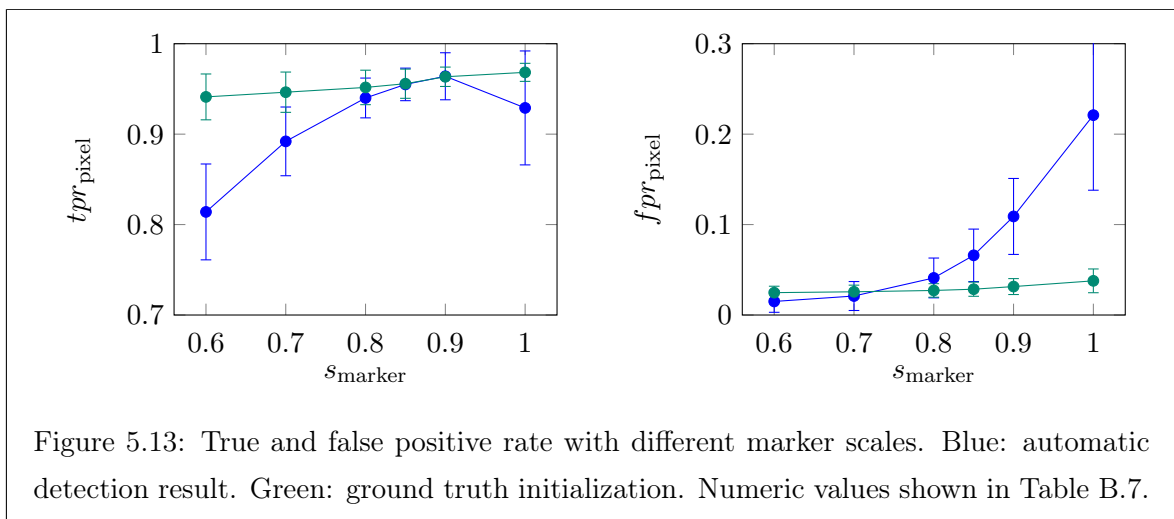 1
0.9
0.8
0.7
tpr_pixel
0.6 0.7 0.8 0.9 1
s_marker
0.3
0.2
0.1
0
fpr_pixel
0.6 0.7 0.8 0.9 1
s_marker
Figure 5.13: True and false positive rate with different marker scales. Blue: automatic
detection result. Green: ground truth initialization. Numeric values shown in Table B.7.